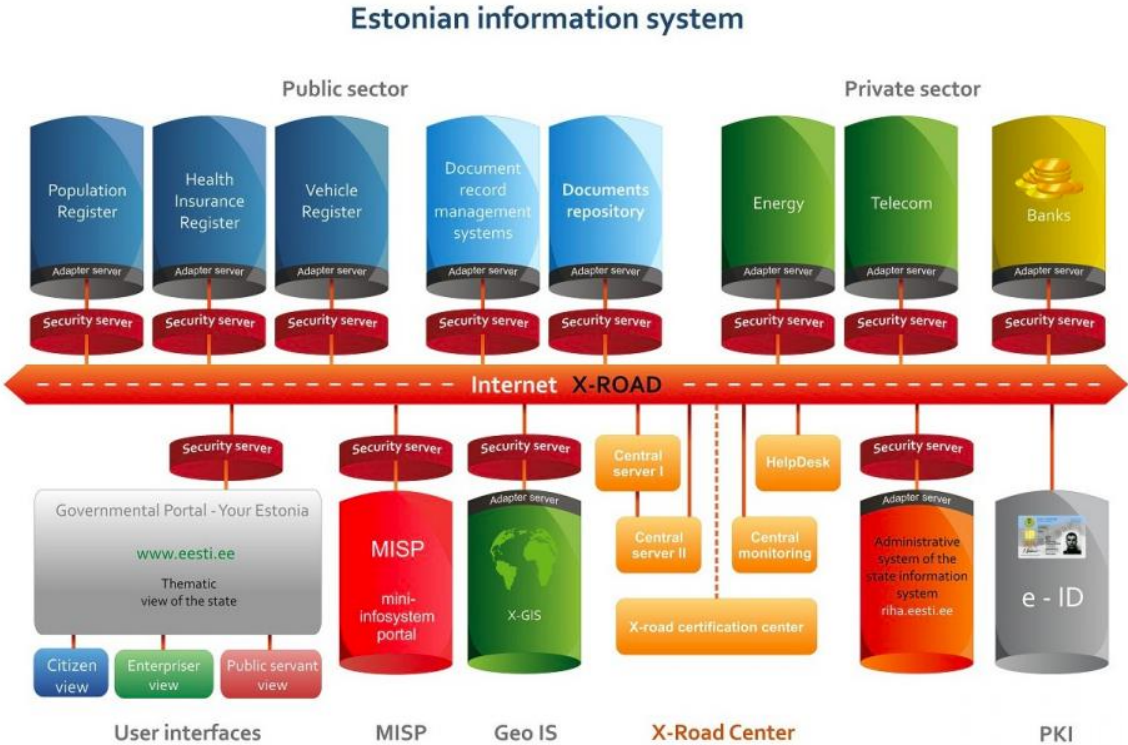 Estonian information system
Public sector
Private sector
Population
Register
Adapter server
Health
Insurance
Register
Adapter server
Vehicle
Register
Adapter server
Document
record
management
systems
Adapter server
Documents
repository
Adapter server
Energy
Adapter server
Telecom
Adapter server
Banks
Adapter server
Security server
Security server
Security server
Security server
Security server
Security server
Security server
Security server
Internet X-ROAD
Security server
Governmental Portal - Your Estonia
www.eesti.ee
Thematic
view of the state
Citizen
view
Enterpriser
view
Public servant
view
Security server
MISP
mini-
infosystem
portal
Security server
Adapter server
X-GIS
Central
server I
Central
server II
HelpDesk
Central
monitoring
X-road certification center
Security server
Adapter server
Administrative
system of the
state information
system
riha.eesti.ee
e - ID
User interfaces
MISP
Geo IS
X-Road Center
PKI